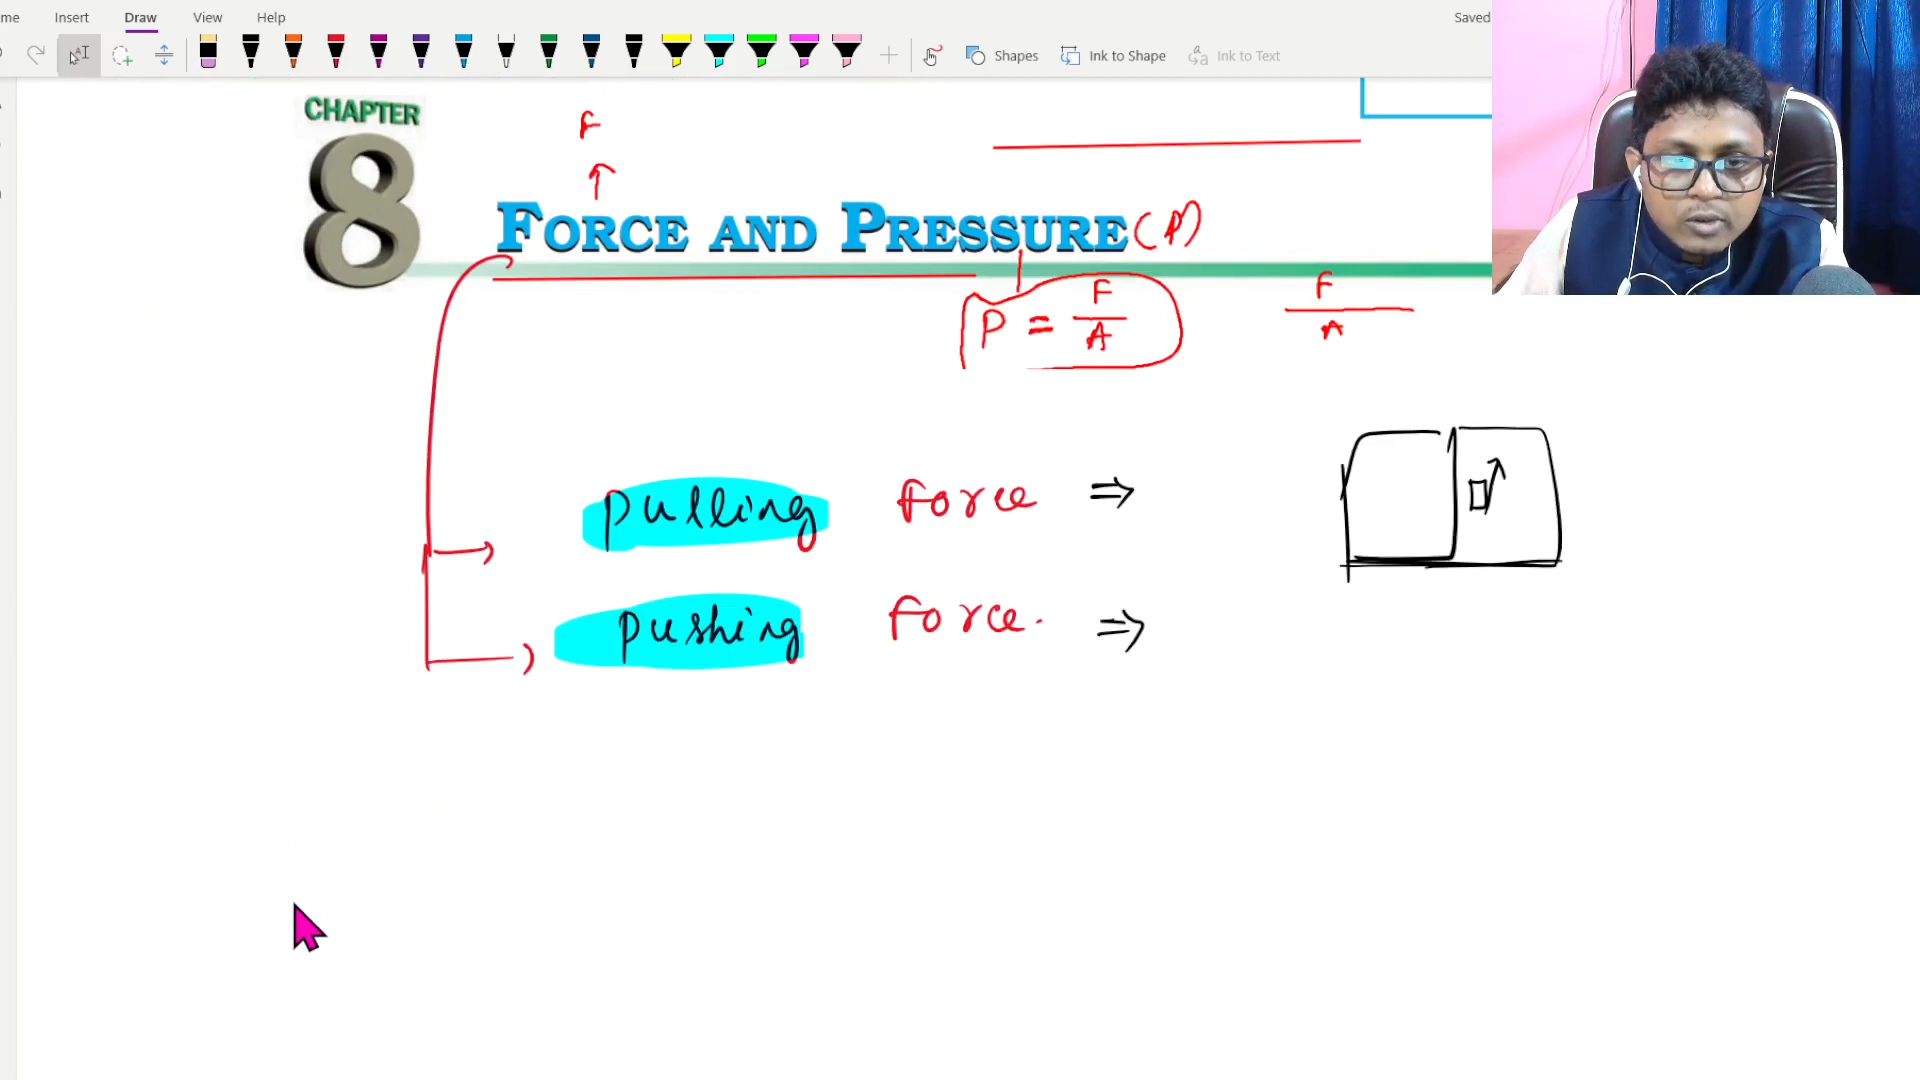 me Insert Draw View Help Saved
Shapes Ink to Shape Ink to Text
CHAPTER
8
F
FORCE AND PRESSURE (P)
P = F/A
F/A
pulling force ⇒
pushing force. ⇒